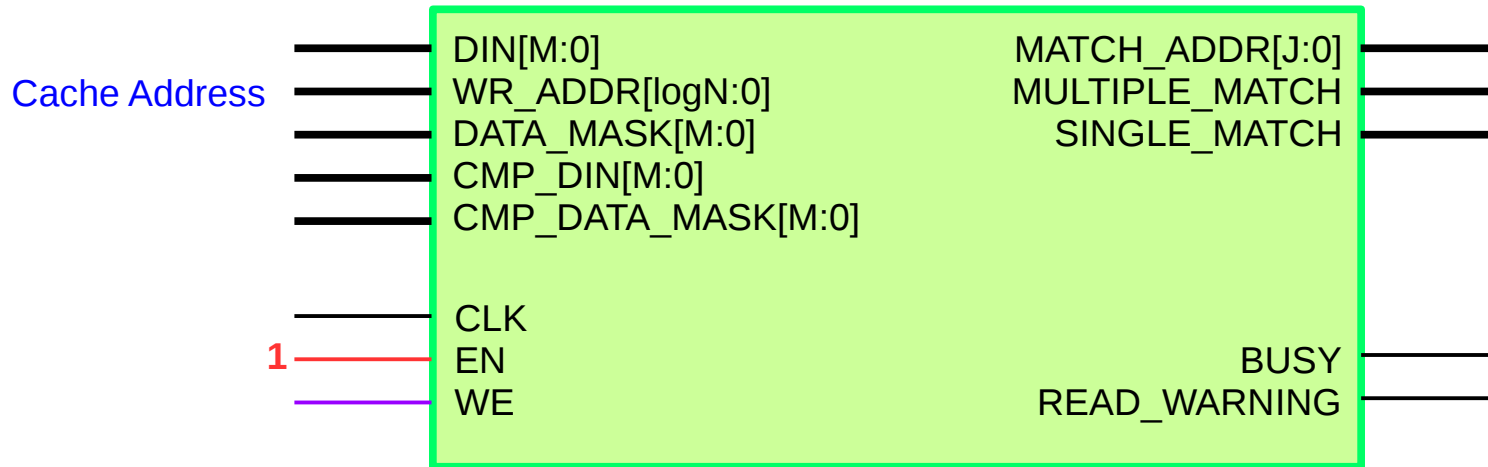 DIN[M:0]
MATCH_ADDR[J:0]
Cache Address
WR_ADDR[logN:0]
MULTIPLE_MATCH
DATA_MASK[M:0]
SINGLE_MATCH
CMP_DIN[M:0]
CMP_DATA_MASK[M:0]
CLK
1
EN
BUSY
WE
READ_WARNING